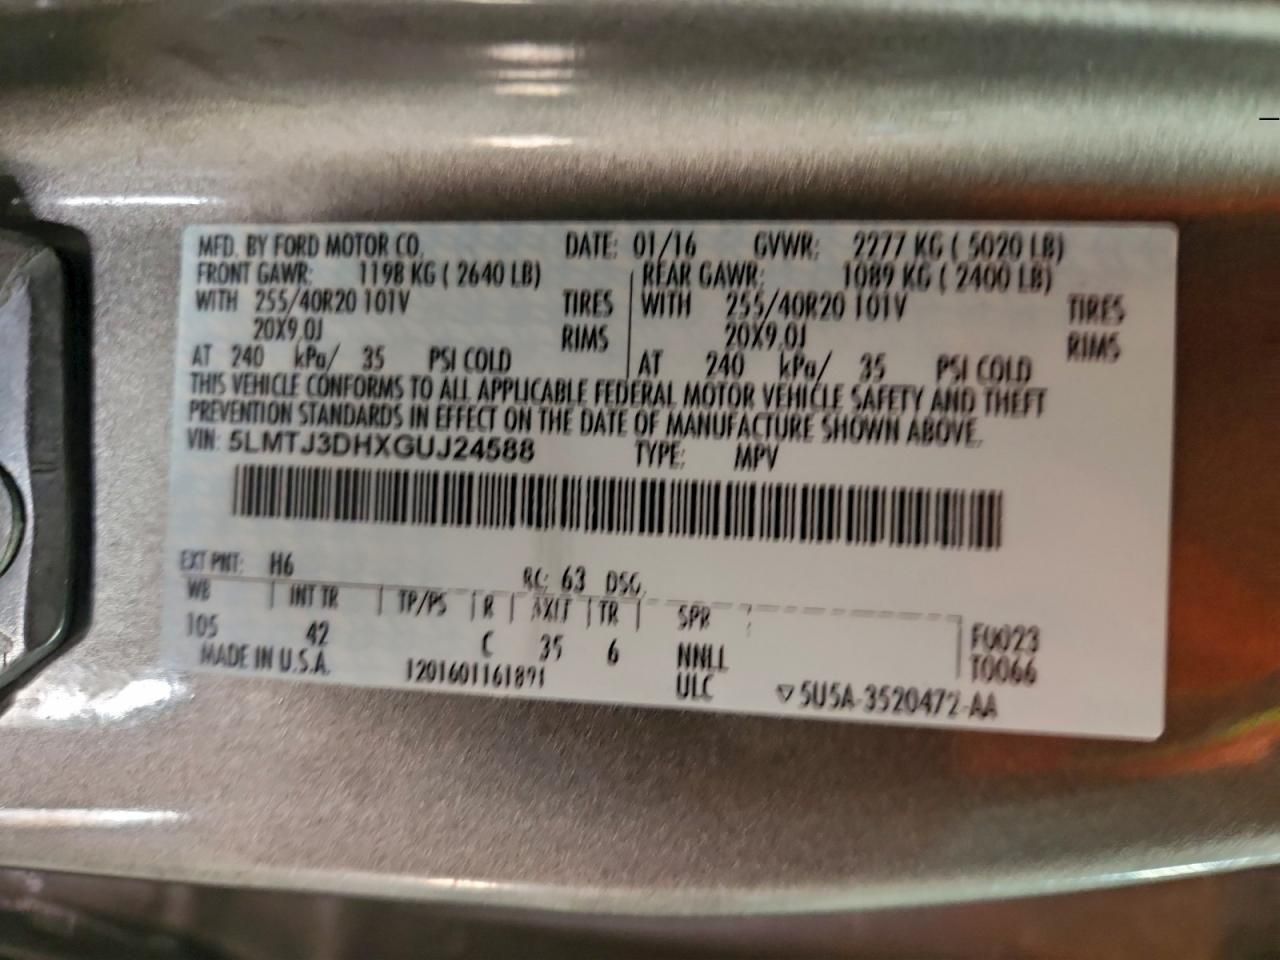 MFD. BY FORD MOTOR CO. DATE: 01/16 GVWR: 2277 KG ( 5020 LB)
FRONT GAWR: 1198 KG ( 2640 LB) REAR GAWR: 1089 KG ( 2400 LB)
WITH 255/40R20 101V TIRES WITH 255/40R20 101V TIRES
20X9.0J RIMS 20X9.0J RIMS
AT 240 kPa/ 35 PSI COLD AT 240 kPa/ 35 PSI COLD
THIS VEHICLE CONFORMS TO ALL APPLICABLE FEDERAL MOTOR VEHICLE SAFETY AND THEFT
PREVENTION STANDARDS IN EFFECT ON THE DATE OF MANUFACTURE SHOWN ABOVE.
VIN: 5LMTJ3DHXGUJ24588 TYPE: MPV
EXT PNT: H6 RC: 63 DSO:
WB INT TR TP/PS R AXLE TR SPR
105 42 C 35 6 NNLL F0023
MADE IN U.S.A. 1201601161891 ULC T0066
▽5U5A-3520472-AA